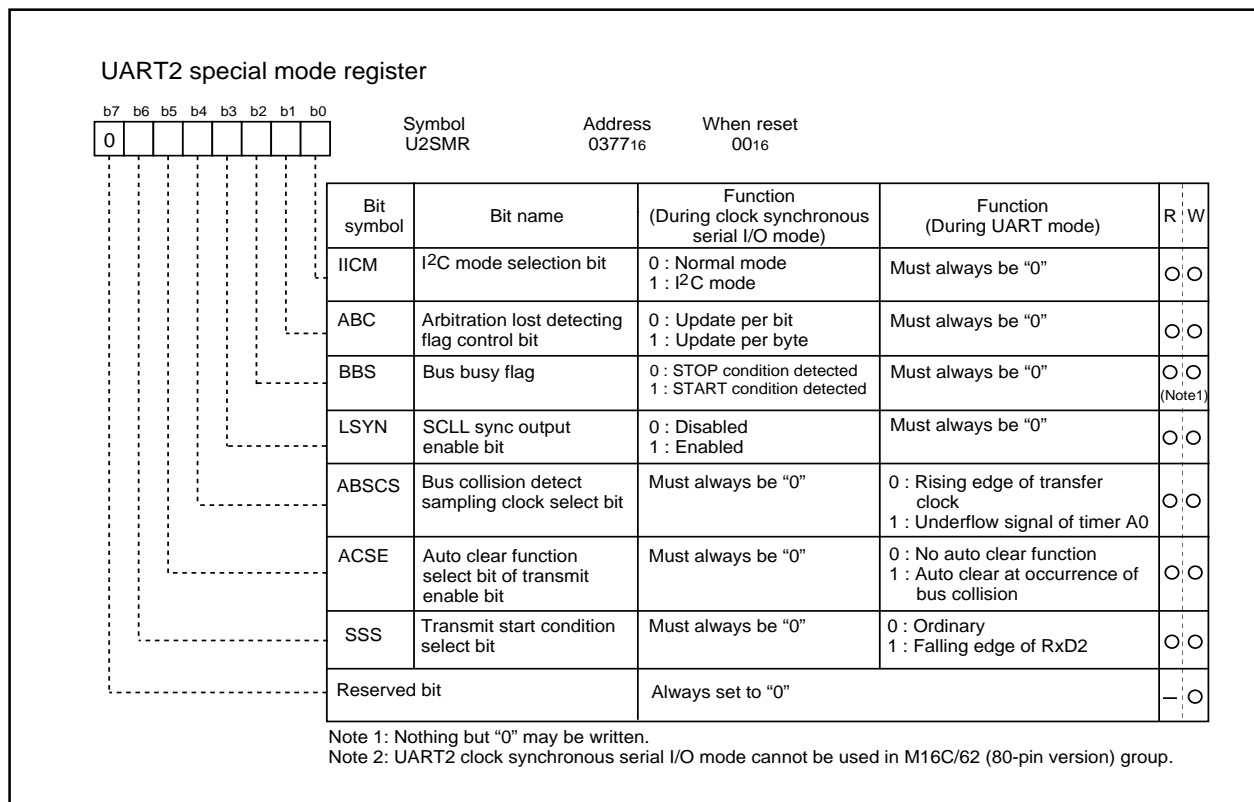 UART2 special mode register
b7 b6 b5 b4 b3 b2 b1 b0
0
Symbol Address When reset
U2SMR 037716 0016
Bit symbol Bit name Function (During clock synchronous serial I/O mode) Function (During UART mode) R W
IICM I2C mode selection bit 0 : Normal mode Must always be “0”
1 : I2C mode
ABC Arbitration lost detecting 0 : Update per bit Must always be “0”
flag control bit 1 : Update per byte
BBS Bus busy flag 0 : STOP condition detected Must always be “0”
1 : START condition detected
(Note1)
LSYN SCLL sync output 0 : Disabled Must always be “0”
enable bit 1 : Enabled
ABSCS Bus collision detect Must always be “0” 0 : Rising edge of transfer
sampling clock select bit clock
1 : Underflow signal of timer A0
ACSE Auto clear function Must always be “0” 0 : No auto clear function
select bit of transmit 1 : Auto clear at occurrence of
enable bit bus collision
SSS Transmit start condition Must always be “0” 0 : Ordinary
select bit 1 : Falling edge of RxD2
Reserved bit Always set to “0” –
Note 1: Nothing but “0” may be written.
Note 2: UART2 clock synchronous serial I/O mode cannot be used in M16C/62 (80-pin version) group.